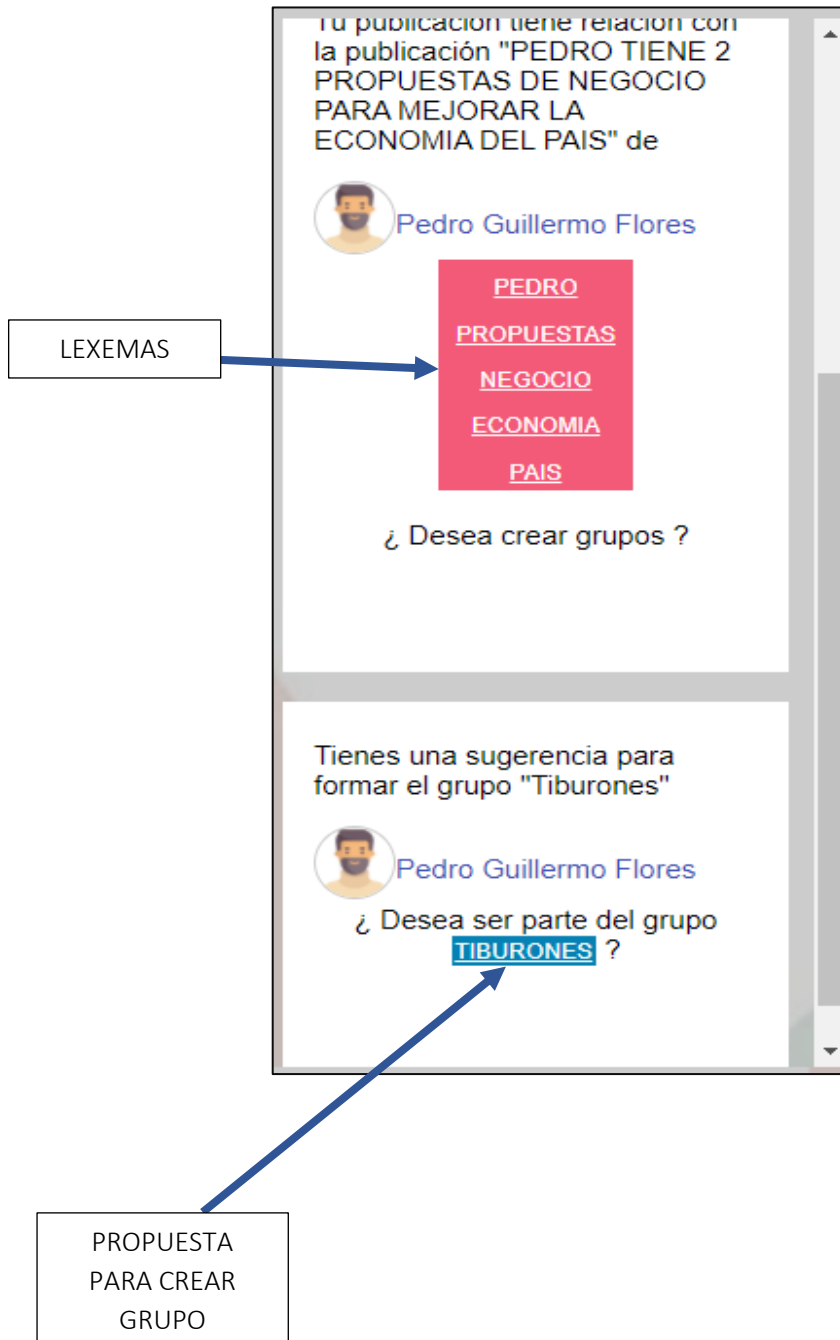 Tu publicación tiene relación con
la publicación "PEDRO TIENE 2
PROPUESTAS DE NEGOCIO
PARA MEJORAR LA
ECONOMIA DEL PAIS" de
Pedro Guillermo Flores
PEDRO
PROPUESTAS
NEGOCIO
ECONOMIA
PAIS
LEXEMAS
¿ Desea crear grupos ?
Tienes una sugerencia para
formar el grupo "Tiburones"
Pedro Guillermo Flores
¿ Desea ser parte del grupo
TIBURONES ?
PROPUESTA
PARA CREAR
GRUPO